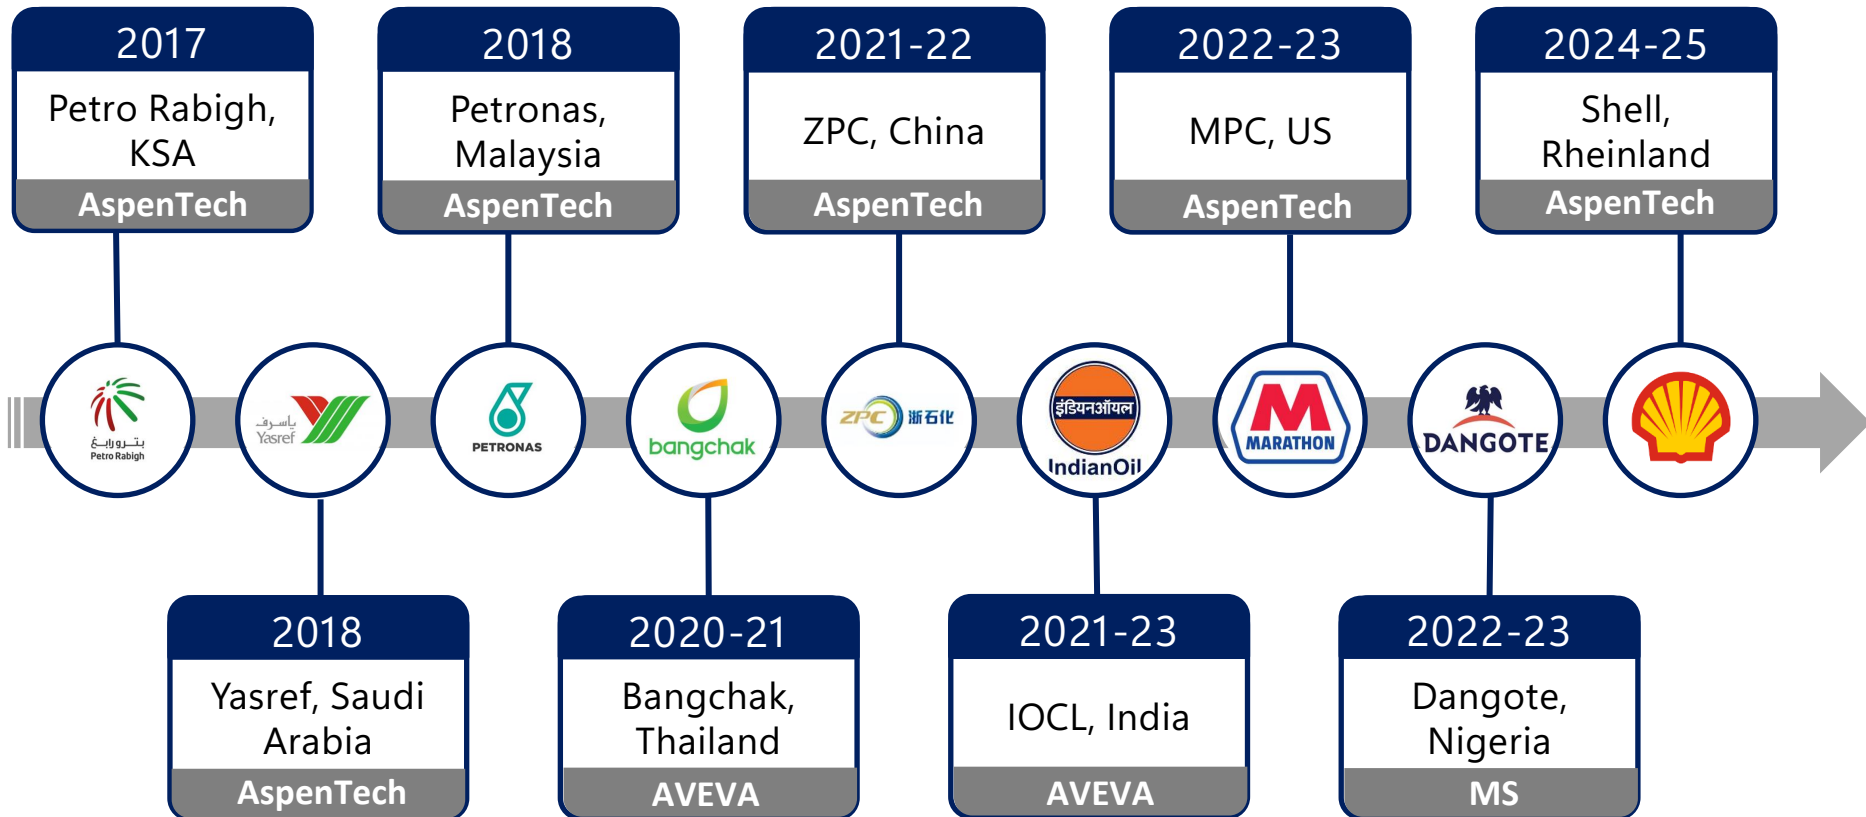 2017
Petro Rabigh,
KSA
AspenTech
2018
Petronas,
Malaysia
AspenTech
2021-22
ZPC, China
AspenTech
2022-23
MPC, US
AspenTech
2024-25
Shell,
Rheinland
AspenTech
بترورابغ
Petro Rabigh
ياسرف
Yasref
PETRONAS
bangchak
ZPC 浙石化
इंडियनऑयल
IndianOil
M
MARATHON
DANGOTE
2018
Yasref, Saudi
Arabia
AspenTech
2020-21
Bangchak,
Thailand
AVEVA
2021-23
IOCL, India
AVEVA
2022-23
Dangote,
Nigeria
MS